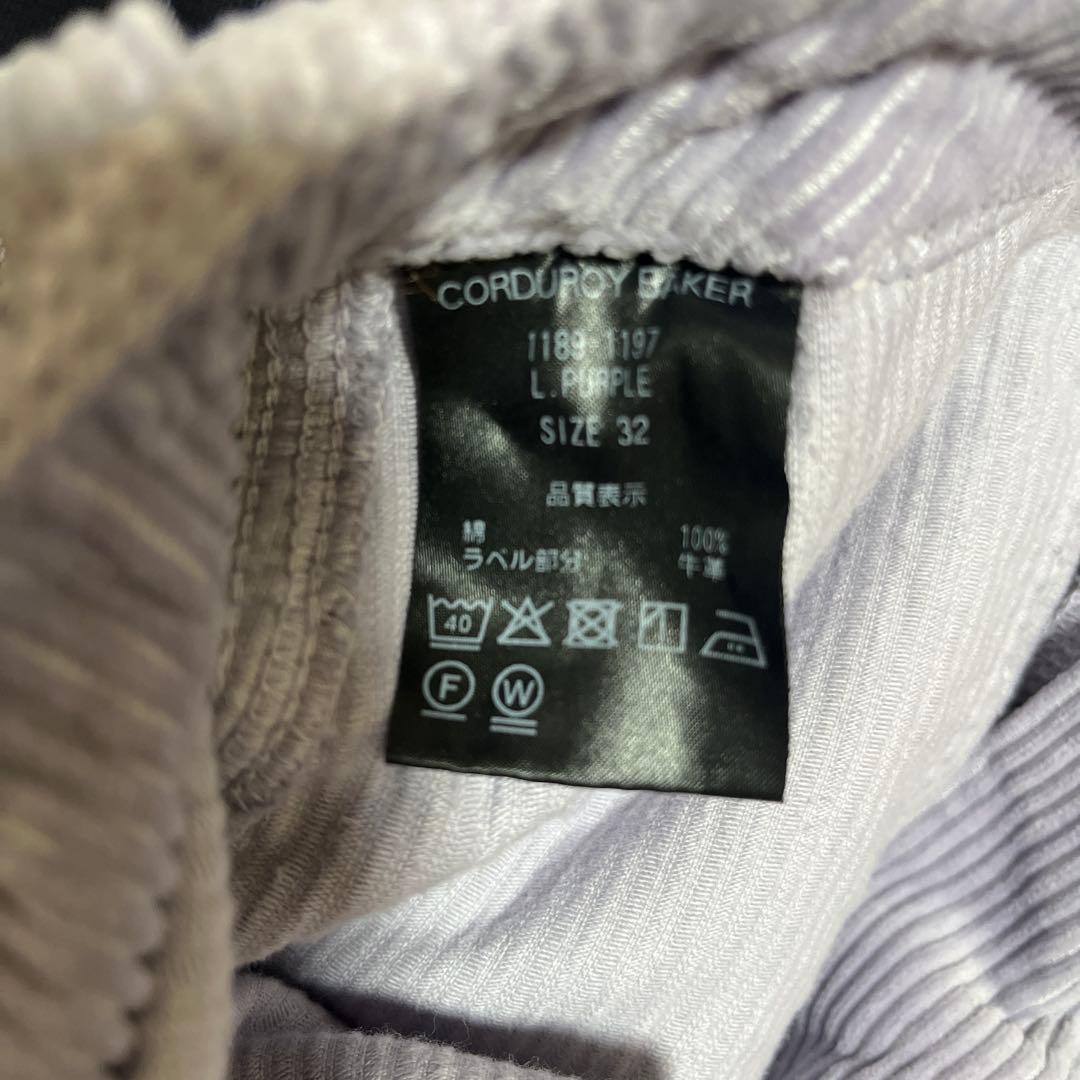 CORDUROY BAKER
1189 1197
L.PURPLE
SIZE 32
品質表示
綿 100%
ラベル部分 牛革
40
F W